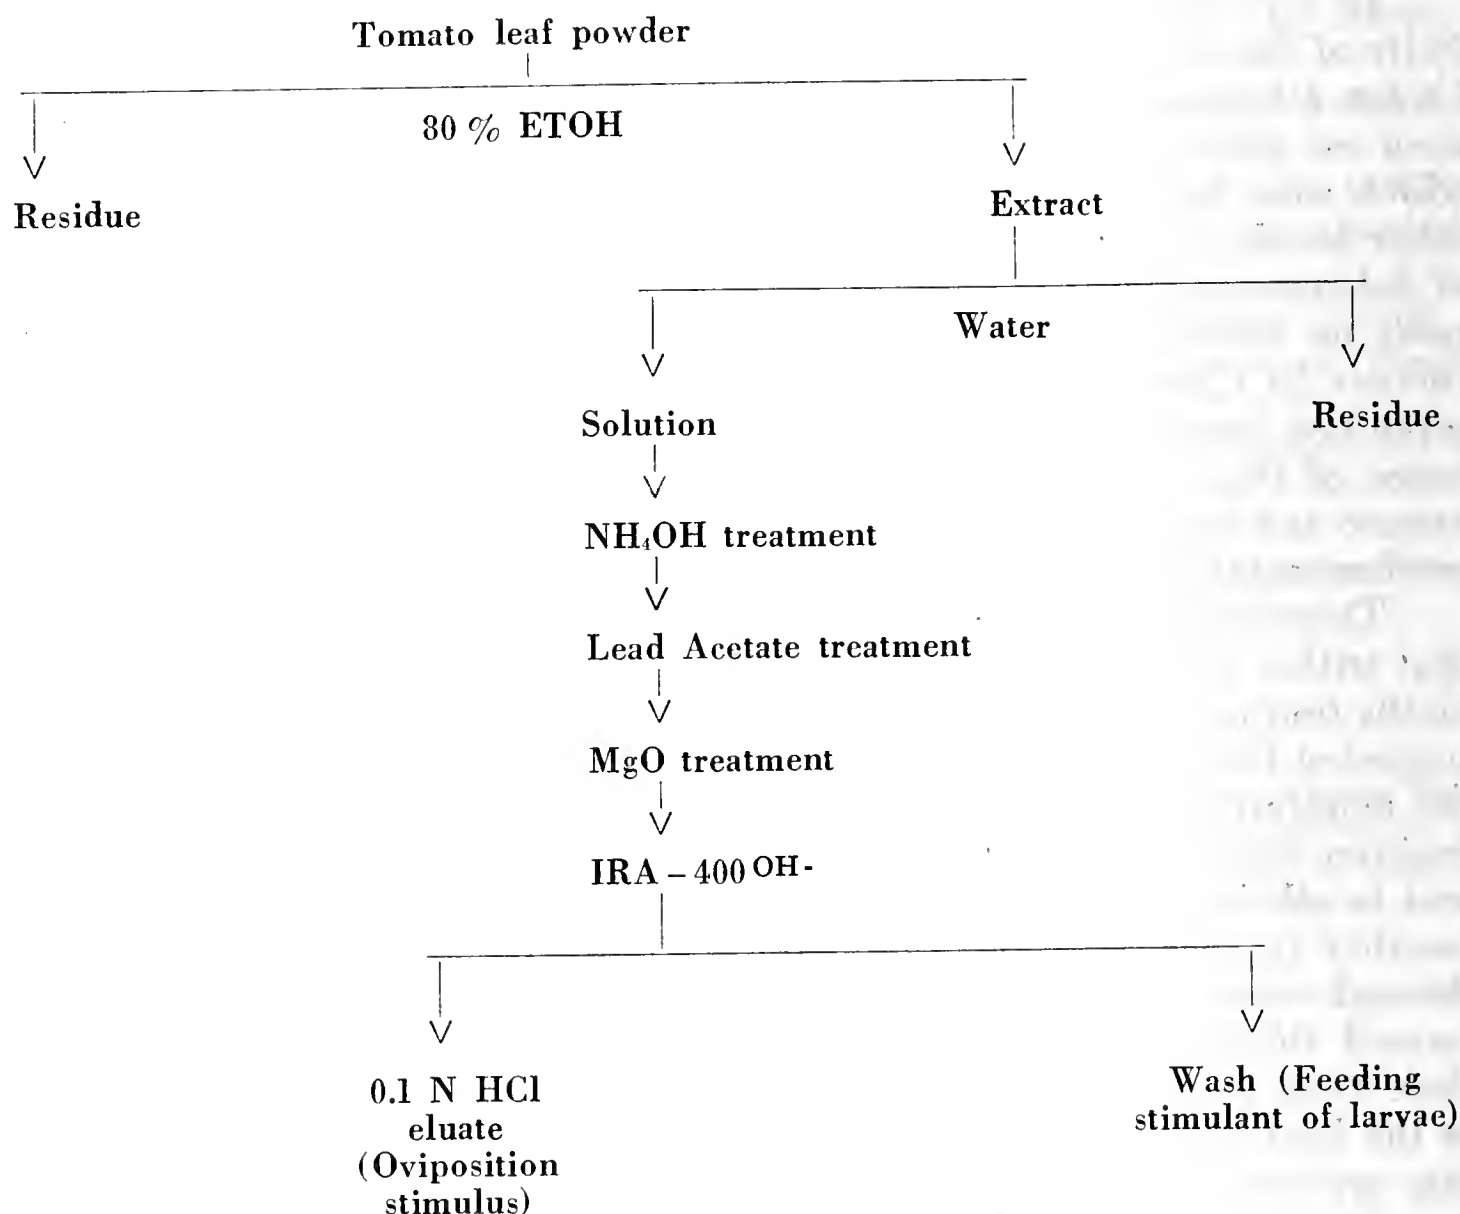 Tomato leaf powder
80 % ETOH
Residue
Extract
Water
Solution
Residue
NH₄OH treatment
Lead Acetate treatment
MgO treatment
IRA – 400 OH-
0.1 N HCl
eluate
(Oviposition
stimulus)
Wash (Feeding
stimulant of larvae)